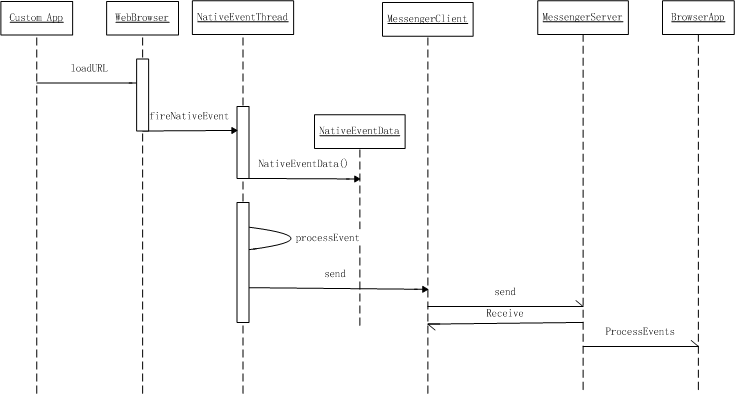 Custom App
WebBrowser
NativeEventThread
MessengerClient
MessengerServer
BrowserApp
loadURL
fireNativeEvent
NativeEventData
NativeEventData()
processEvent
send
send
Receive
ProcessEvents